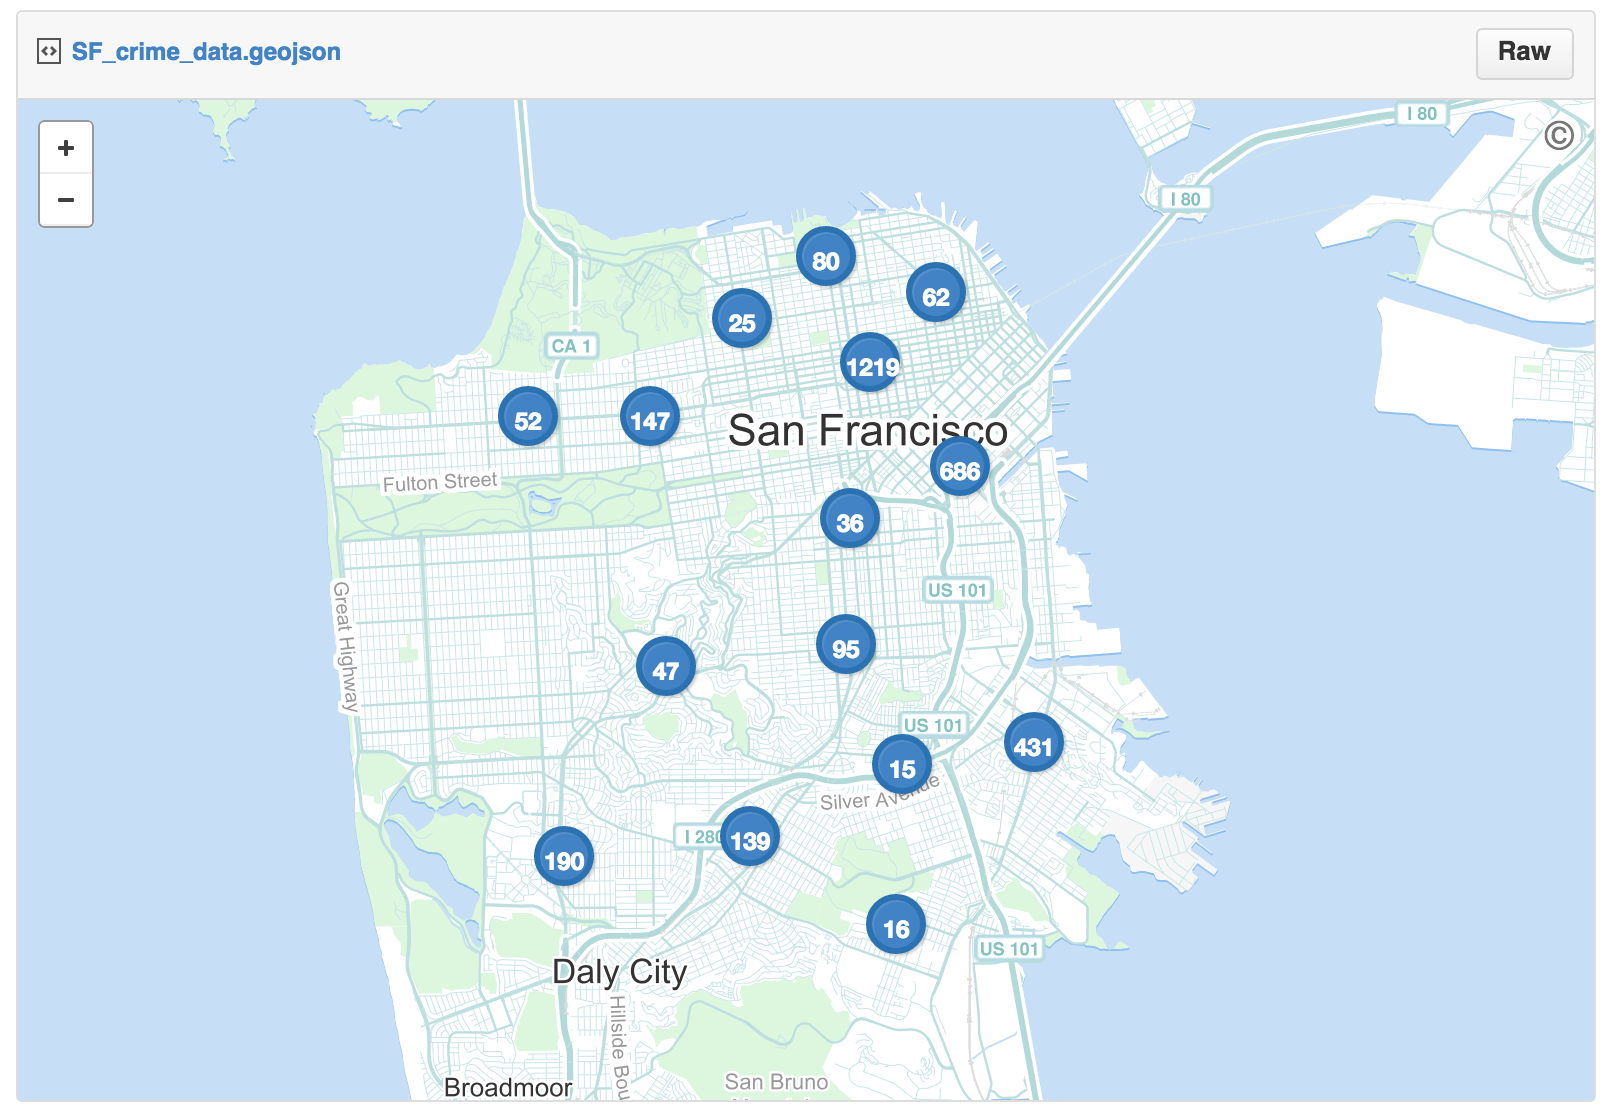 SF_crime_data.geojson
Raw
I 80
©
+
I 80
−
80
62
25
CA 1
1219
52
147
San Francisco
686
Fulton Street
36
US 101
Great Highway
95
47
US 101
431
15
Silver Avenue
I 280
139
190
16
US 101
Daly City
Hillside Bou
San Bruno
Broadmoor